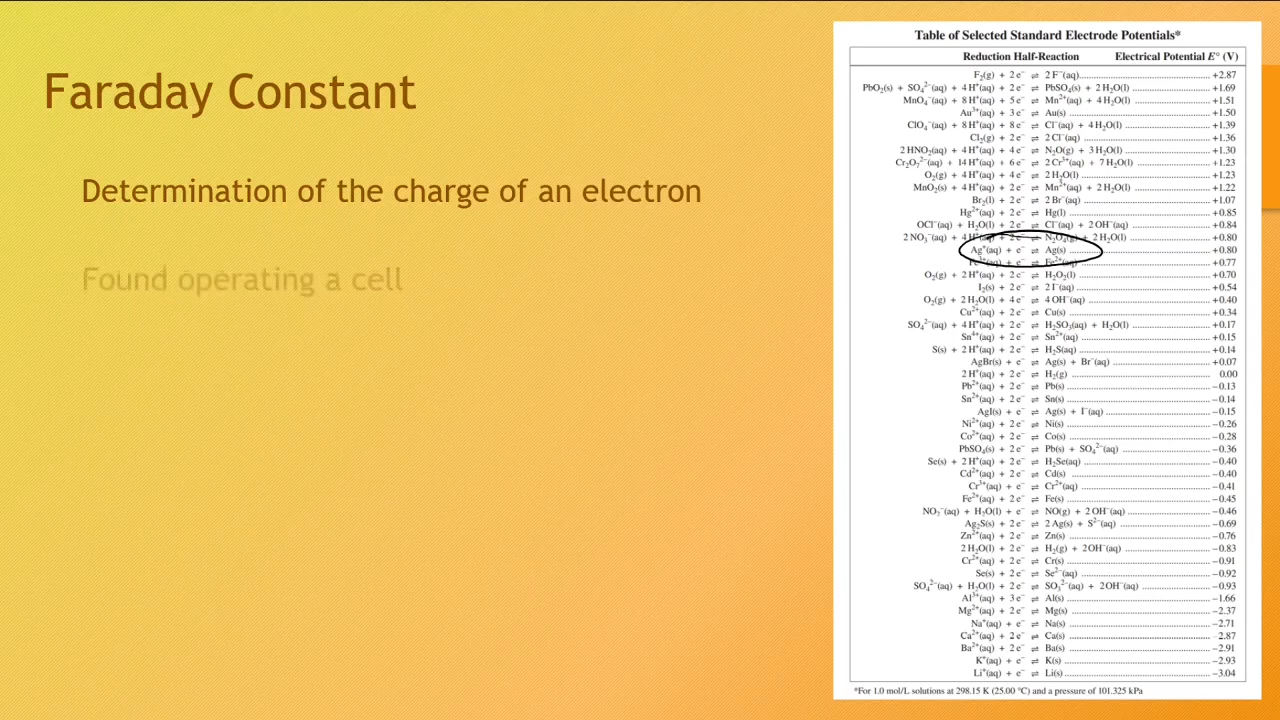 Faraday Constant
Determination of the charge of an electron
Found operating a cell
Table of Selected Standard Electrode Potentials*
Reduction Half-Reaction Electrical Potential E° (V)
F₂(g) + 2 e⁻ ⇌ 2 F⁻(aq) +2.87
PbO₂(s) + SO₄²⁻(aq) + 4 H⁺(aq) + 2 e⁻ ⇌ PbSO₄(s) + 2 H₂O(l) +1.69
MnO₄⁻(aq) + 8 H⁺(aq) + 5 e⁻ ⇌ Mn²⁺(aq) + 4 H₂O(l) +1.51
Au³⁺(aq) + 3 e⁻ ⇌ Au(s) +1.50
ClO₄⁻(aq) + 8 H⁺(aq) + 8 e⁻ ⇌ Cl⁻(aq) + 4 H₂O(l) +1.39
Cl₂(g) + 2 e⁻ ⇌ 2 Cl⁻(aq) +1.36
2 HNO₂(aq) + 4 H⁺(aq) + 4 e⁻ ⇌ N₂O(g) + 3 H₂O(l) +1.30
Cr₂O₇²⁻(aq) + 14 H⁺(aq) + 6 e⁻ ⇌ 2 Cr³⁺(aq) + 7 H₂O(l) +1.23
O₂(g) + 4 H⁺(aq) + 4 e⁻ ⇌ 2 H₂O(l) +1.23
MnO₂(s) + 4 H⁺(aq) + 2 e⁻ ⇌ Mn²⁺(aq) + 2 H₂O(l) +1.22
Br₂(l) + 2 e⁻ ⇌ 2 Br⁻(aq) +1.07
Hg²⁺(aq) + 2 e⁻ ⇌ Hg(l) +0.85
OCl⁻(aq) + H₂O(l) + 2 e⁻ ⇌ Cl⁻(aq) + 2 OH⁻(aq) +0.84
2 NO₃⁻(aq) + 4 H⁺(aq) + 2 e⁻ ⇌ N₂O₄(g) + 2 H₂O(l) +0.80
Ag⁺(aq) + e⁻ ⇌ Ag(s) +0.80
Fe³⁺(aq) + e⁻ ⇌ Fe²⁺(aq) +0.77
O₂(g) + 2 H⁺(aq) + 2 e⁻ ⇌ H₂O₂(l) +0.70
I₂(s) + 2 e⁻ ⇌ 2 I⁻(aq) +0.54
O₂(g) + 2 H₂O(l) + 4 e⁻ ⇌ 4 OH⁻(aq) +0.40
Cu²⁺(aq) + 2 e⁻ ⇌ Cu(s) +0.34
SO₄²⁻(aq) + 4 H⁺(aq) + 2 e⁻ ⇌ H₂SO₃(aq) + H₂O(l) +0.17
Sn⁴⁺(aq) + 2 e⁻ ⇌ Sn²⁺(aq) +0.15
S(s) + 2 H⁺(aq) + 2 e⁻ ⇌ H₂S(aq) +0.14
AgBr(s) + e⁻ ⇌ Ag(s) + Br⁻(aq) +0.07
2 H⁺(aq) + 2 e⁻ ⇌ H₂(g) 0.00
Pb²⁺(aq) + 2 e⁻ ⇌ Pb(s) −0.13
Sn²⁺(aq) + 2 e⁻ ⇌ Sn(s) −0.14
AgI(s) + e⁻ ⇌ Ag(s) + I⁻(aq) −0.15
Ni²⁺(aq) + 2 e⁻ ⇌ Ni(s) −0.26
Co²⁺(aq) + 2 e⁻ ⇌ Co(s) −0.28
PbSO₄(s) + 2 e⁻ ⇌ Pb(s) + SO₄²⁻(aq) −0.36
Se(s) + 2 H⁺(aq) + 2 e⁻ ⇌ H₂Se(aq) −0.40
Cd²⁺(aq) + 2 e⁻ ⇌ Cd(s) −0.40
Cr³⁺(aq) + e⁻ ⇌ Cr²⁺(aq) −0.41
Fe²⁺(aq) + 2 e⁻ ⇌ Fe(s) −0.45
NO₂⁻(aq) + H₂O(l) + e⁻ ⇌ NO(g) + 2 OH⁻(aq) −0.46
Ag₂S(s) + 2 e⁻ ⇌ 2 Ag(s) + S²⁻(aq) −0.69
Zn²⁺(aq) + 2 e⁻ ⇌ Zn(s) −0.76
2 H₂O(l) + 2 e⁻ ⇌ H₂(g) + 2 OH⁻(aq) −0.83
Cr²⁺(aq) + 2 e⁻ ⇌ Cr(s) −0.91
Se(s) + 2 e⁻ ⇌ Se²⁻(aq) −0.92
SO₄²⁻(aq) + H₂O(l) + 2 e⁻ ⇌ SO₃²⁻(aq) + 2 OH⁻(aq) −0.93
Al³⁺(aq) + 3 e⁻ ⇌ Al(s) −1.66
Mg²⁺(aq) + 2 e⁻ ⇌ Mg(s) −2.37
Na⁺(aq) + e⁻ ⇌ Na(s) −2.71
Ca²⁺(aq) + 2 e⁻ ⇌ Ca(s) −2.87
Ba²⁺(aq) + 2 e⁻ ⇌ Ba(s) −2.91
K⁺(aq) + e⁻ ⇌ K(s) −2.93
Li⁺(aq) + e⁻ ⇌ Li(s) −3.04
*For 1.0 mol/L solutions at 298.15 K (25.00 °C) and a pressure of 101.325 kPa